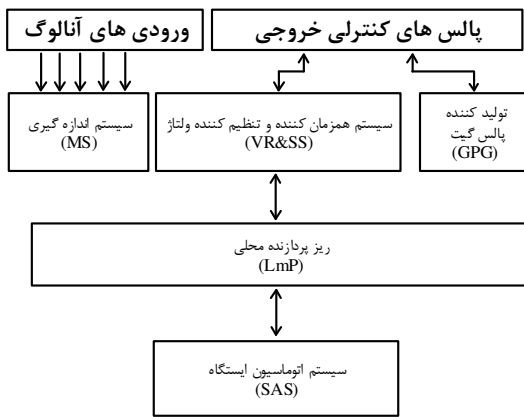 ورودی های آنالوگ
پالس های کنترلی خروجی
سیستم اندازه گیری
(MS)
سیستم همزمان کننده و تنظیم کننده ولتاژ
(VR&SS)
تولید کننده
پالس گیت
(GPG)
ریز پردازنده محلی
(LmP)
سیستم اتوماسیون ایستگاه
(SAS)